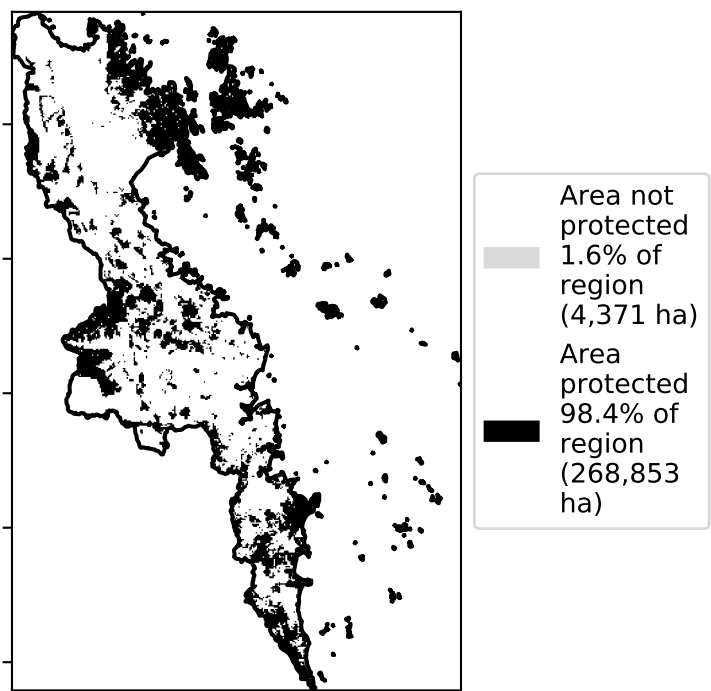 Area not
protected
1.6% of
region
(4,371 ha)
Area
protected
98.4% of
region
(268,853
ha)